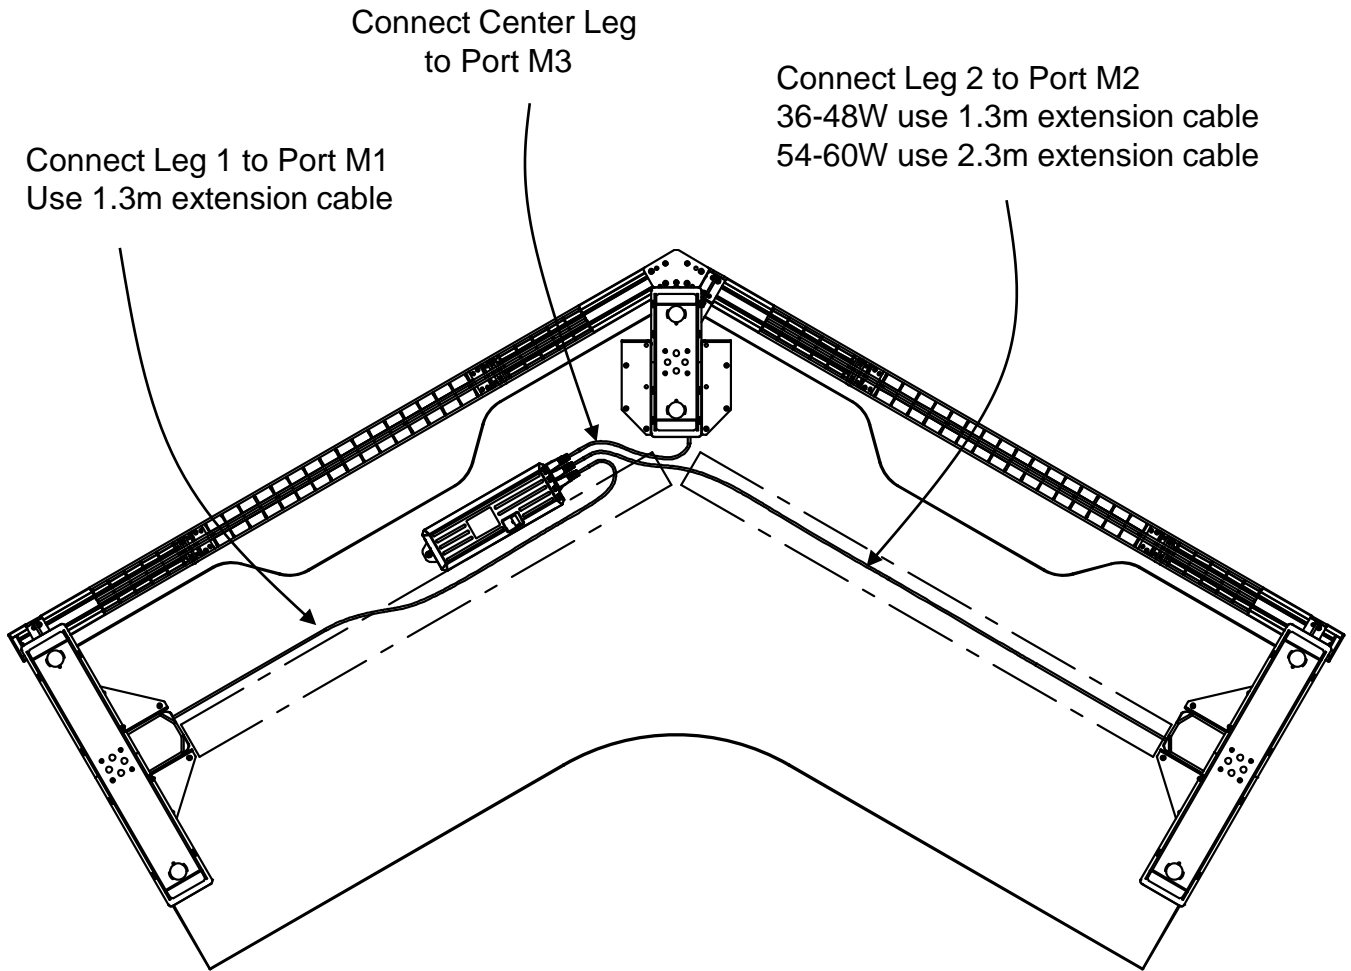 Connect Center Leg
to Port M3
Connect Leg 2 to Port M2
36-48W use 1.3m extension cable
54-60W use 2.3m extension cable
Connect Leg 1 to Port M1
Use 1.3m extension cable